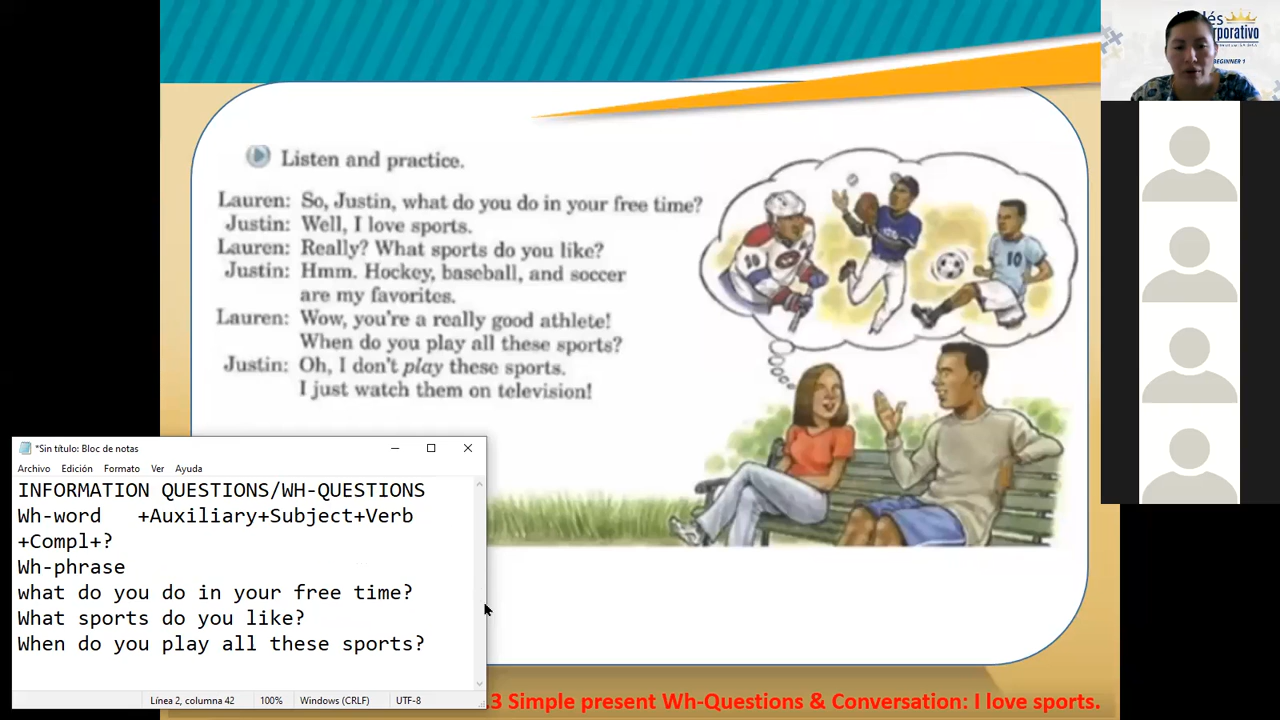 Listen and practice.
Lauren: So, Justin, what do you do in your free time?
Justin: Well, I love sports.
Lauren: Really? What sports do you like?
Justin: Hmm. Hockey, baseball, and soccer
are my favorites.
Lauren: Wow, you're a really good athlete!
When do you play all these sports?
Justin: Oh, I don't play these sports.
I just watch them on television!
10
10
*Sin título: Bloc de notas
Archivo Edición Formato Ver Ayuda
INFORMATION QUESTIONS/WH-QUESTIONS
Wh-word +Auxiliary+Subject+Verb
+Compl+?
Wh-phrase
what do you do in your free time?
What sports do you like?
When do you play all these sports?
Línea 2, columna 42 100% Windows (CRLF) UTF-8
.3 Simple present Wh-Questions & Conversation: I love sports.
BEGINNER 1